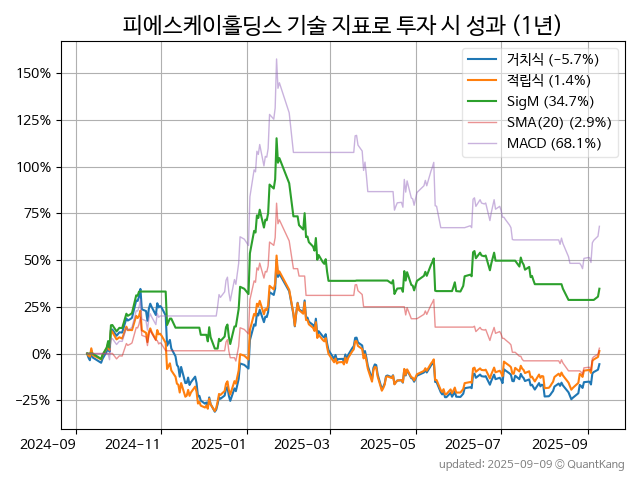 피에스케이홀딩스 기술 지표로 투자 시 성과 (1년)
거치식 (−5.7%)
적립식 (1.4%)
SigM (34.7%)
SMA(20) (2.9%)
MACD (68.1%)
150%
125%
100%
75%
50%
25%
0%
−25%
2024-09 2024-11 2025-01 2025-03 2025-05 2025-07 2025-09
updated: 2025-09-09 © QuantKang